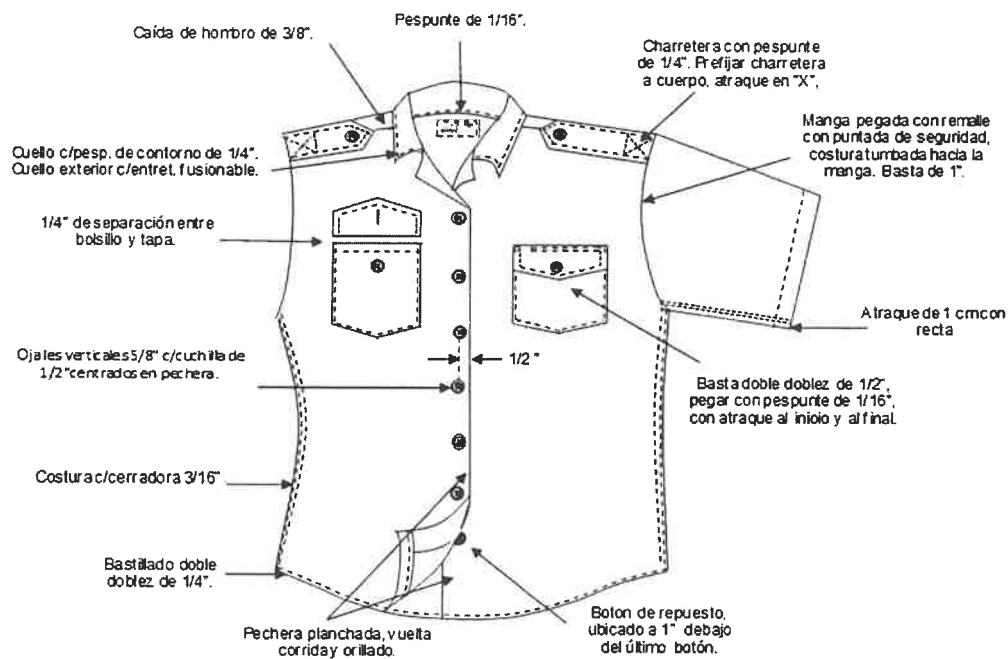 Pespunte de 1/16".
Caída de hombro de 3/8".
Charretera con pespunte
de 1/4". Prefijar charretera
a cuerpo, atraque en "X",
Manga pegada con remalle
con puntada de seguridad,
costura tumbada hacia la
manga. Basta de 1".
Cuello c/pesp. de contorno de 1/4".
Cuello exterior c/entret. fusionable.
1/4" de separación entre
bolsillo y tapa.
Atraque de 1 cm con
recta
Ojales verticales 5/8" c/cuchilla de
1/2" centrados en pechera.
1/2"
Basta doble doblez de 1/2",
pegar con pespunte de 1/16",
con atraque al inicio y al final.
Costura c/cerradora 3/16"
Bastillado doble
doblez de 1/4".
Pechera planchada, vuelta
corrida y orillado.
Boton de repuesto,
ubicado a 1" debajo
del último botón.